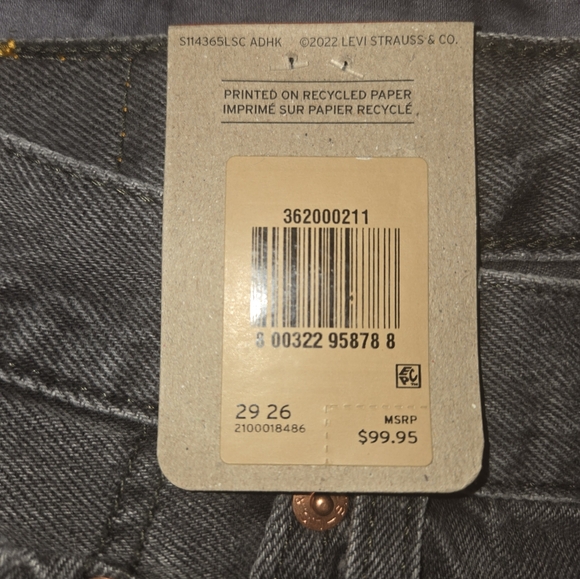 S114365LSC ADHK ©2022 LEVI STRAUSS & CO.
PRINTED ON RECYCLED PAPER
IMPRIMÉ SUR PAPIER RECYCLÉ
362000211
00322 95878 8
29 26
2100018486
MSRP
$99.95